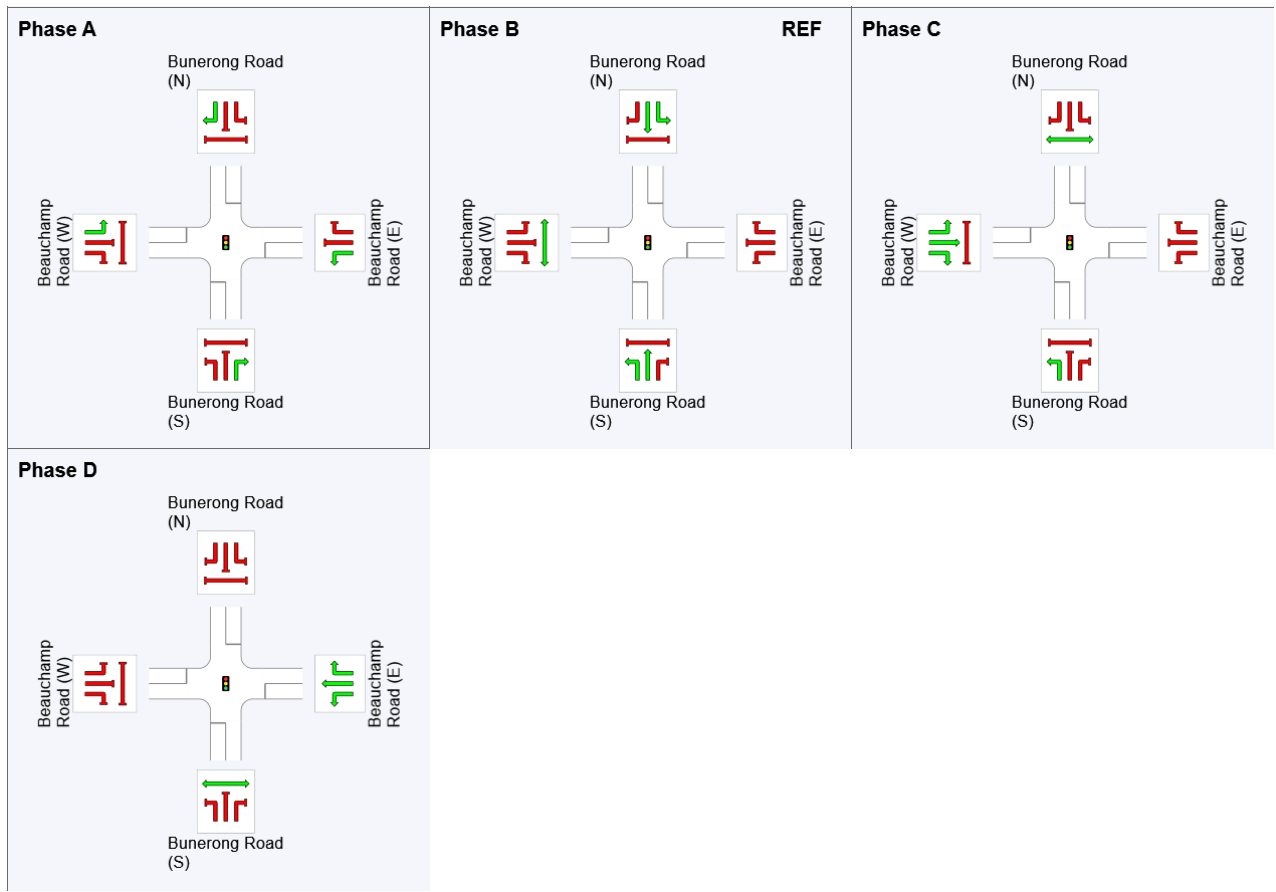 Phase A
Bunerong Road
(N)
Beauchamp
Road (W)
Beauchamp
Road (E)
Bunerong Road
(S)
Phase B
REF
Bunerong Road
(N)
Beauchamp
Road (W)
Beauchamp
Road (E)
Bunerong Road
(S)
Phase C
Bunerong Road
(N)
Beauchamp
Road (W)
Beauchamp
Road (E)
Bunerong Road
(S)
Phase D
Bunerong Road
(N)
Beauchamp
Road (W)
Beauchamp
Road (E)
Bunerong Road
(S)